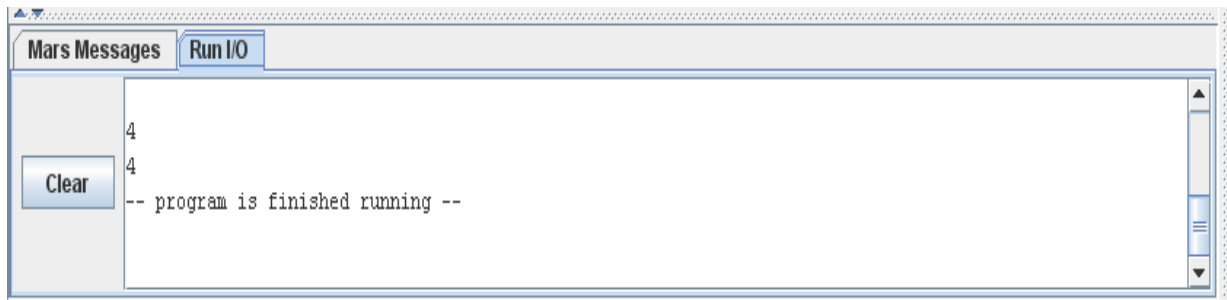 Mars Messages Run I/O
4
4
Clear
-- program is finished running --